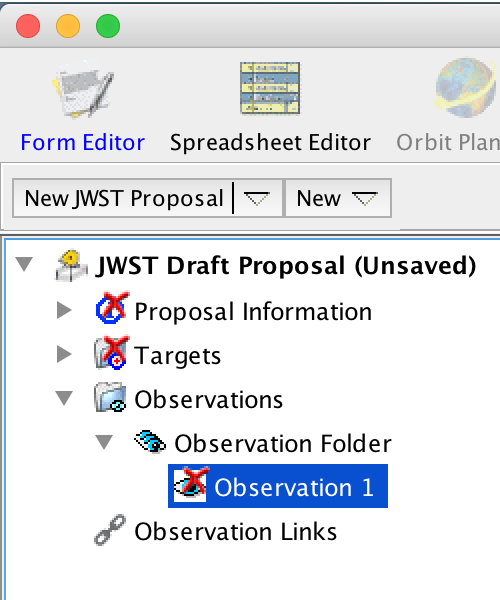 Form Editor Spreadsheet Editor Orbit Plan
New JWST Proposal New
JWST Draft Proposal (Unsaved)
Proposal Information
Targets
Observations
Observation Folder
Observation 1
Observation Links